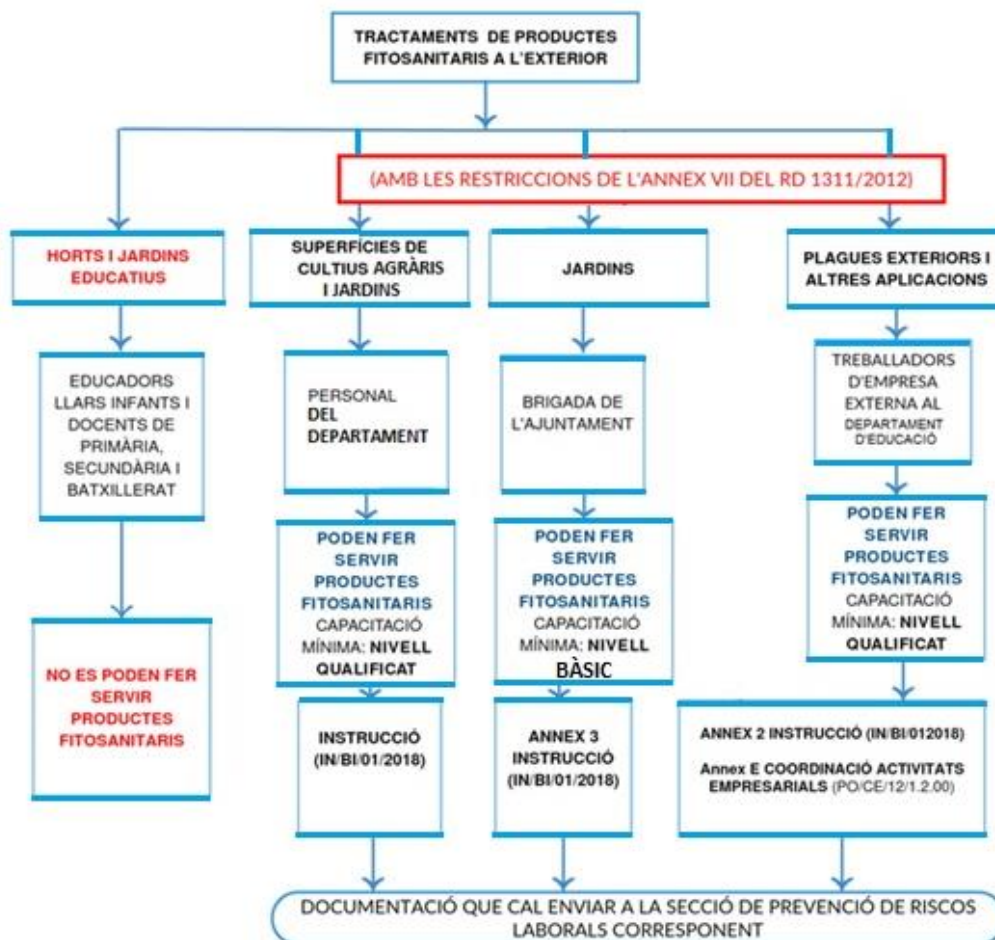 TRACTAMENTS DE PRODUCTES
FITOSANITARIS A L'EXTERIOR
(AMB LES RESTRICCIONS DE L'ANNEX VII DEL RD 1311/2012)
HORTS I JARDINS
EDUCATIUS
EDUCADORS
LLARS INFANTS I
DOCENTS DE
PRIMÀRIA,
SECUNDÀRIA I
BATXILLERAT
NO ES PODEN FER
SERVIR
PRODUCTES
FITOSANITARIS
SUPERFÍCIES DE
CULTIUS AGRÀRIS
I JARDINS
PERSONAL
DEL
DEPARTAMENT
PODEN FER
SERVIR
PRODUCTES
FITOSANITARIS
CAPACITACIÓ
MÍNIMA: NIVELL
QUALIFICAT
INSTRUCCIÓ
(IN/BI/01/2018)
JARDINS
BRIGADA DE
L'AJUNTAMENT
PODEN FER
SERVIR
PRODUCTES
FITOSANITARIS
CAPACITACIÓ
MÍNIMA: NIVELL
BÀSIC
ANNEX 3
INSTRUCCIÓ
(IN/BI/01/2018)
PLAGUES EXTERIORS I
ALTRES APLICACIONS
TREBALLADORS
D'EMPRESA
EXTERNA AL
DEPARTAMENT
D'EDUCACIÓ
PODEN FER
SERVIR
PRODUCTES
FITOSANITARIS
CAPACITACIÓ
MÍNIMA: NIVELL
QUALIFICAT
ANNEX 2 INSTRUCCIÓ (IN/BI/012018)
Annex E COORDINACIÓ ACTIVITATS
EMPRESARIALS (PO/CE/12/1.2.00)
DOCUMENTACIÓ QUE CAL ENVIAR A LA SECCIÓ DE PREVENCIÓ DE RISCOS
LABORALS CORRESPONENT